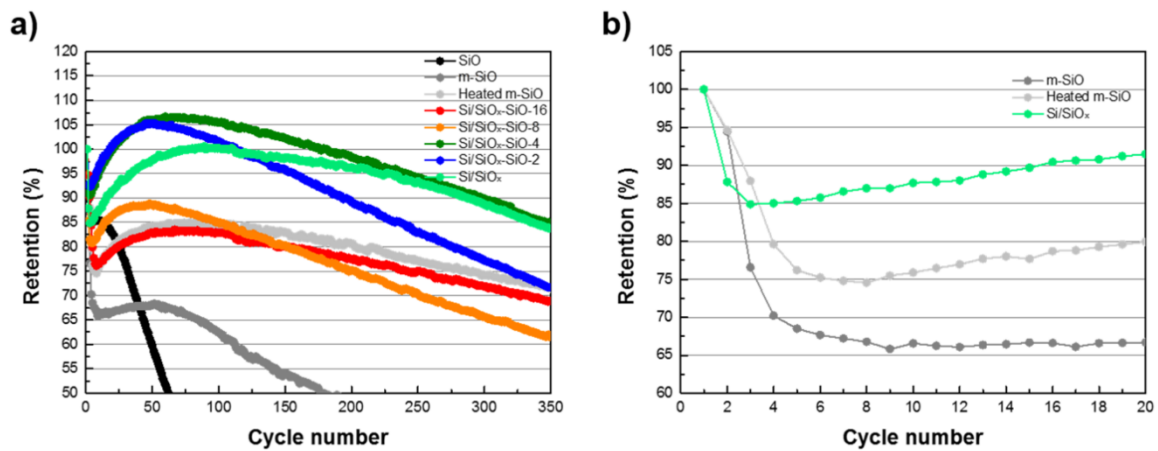 a)
120
115
110
105
100
95
90
85
80
75
70
65
60
55
50
Retention (%)
0
50
100
150
200
250
300
350
Cycle number
SiO
m-SiO
Heated m-SiO
Si/SiOₓ-SiO-16
Si/SiOₓ-SiO-8
Si/SiOₓ-SiO-4
Si/SiOₓ-SiO-2
Si/SiOₓ
b)
105
100
95
90
85
80
75
70
65
60
Retention (%)
0
2
4
6
8
10
12
14
16
18
20
Cycle number
m-SiO
Heated m-SiO
Si/SiOₓ